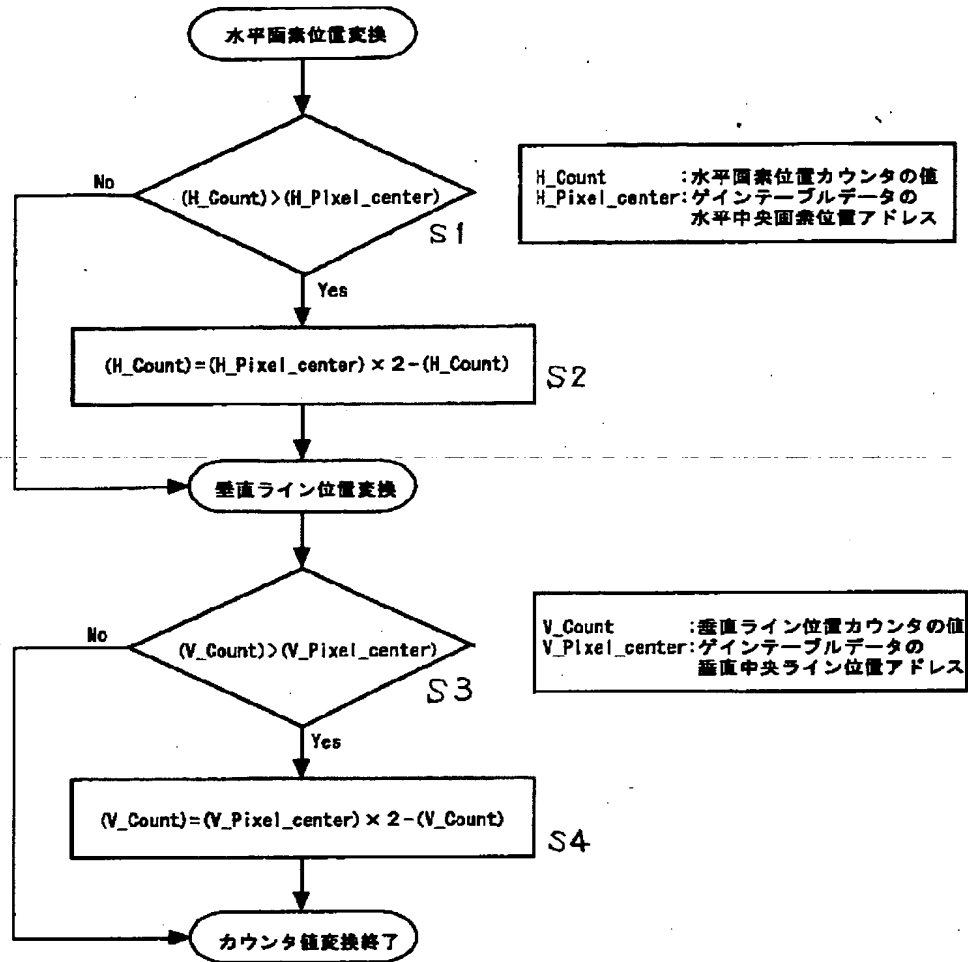 水平画素位置変換
No
(H_Count)>(H_Pixel_center)
S1
H_Count :水平画素位置カウンタの値
H_Pixel_center:ゲインテーブルデータの
水平中央画素位置アドレス
Yes
(H_Count)=(H_Pixel_center)×2-(H_Count)
S2
垂直ライン位置変換
No
(V_Count)>(V_Pixel_center)
S3
V_Count :垂直ライン位置カウンタの値
V_Pixel_center:ゲインテーブルデータの
垂直中央ライン位置アドレス
Yes
(V_Count)=(V_Pixel_center)×2-(V_Count)
S4
カウンタ値変換終了